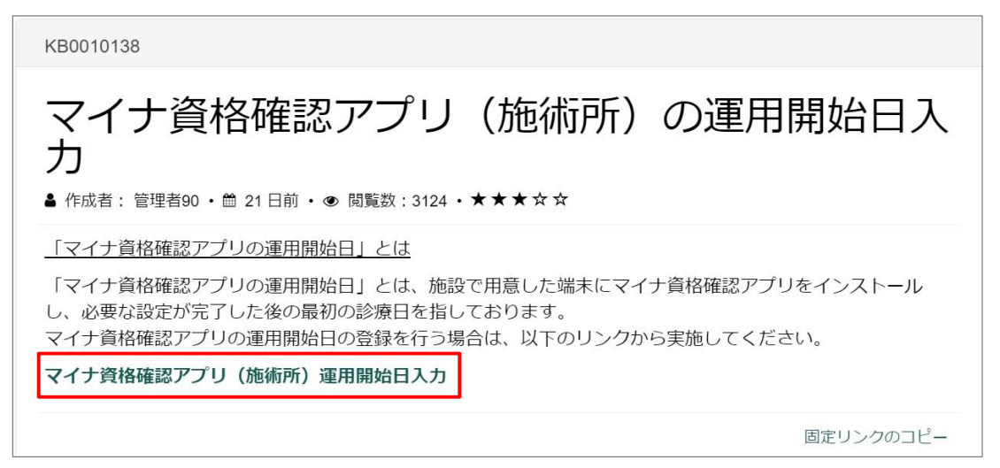 KB0010138
マイナ資格確認アプリ（施術所）の運用開始日入
力
作成者： 管理者90 • 21 日前 • 閲覧数：3124 • ★★★☆☆
「マイナ資格確認アプリの運用開始日」とは
「マイナ資格確認アプリの運用開始日」とは、施設で用意した端末にマイナ資格確認アプリをインストール
し、必要な設定が完了した後の最初の診療日を指しております。
マイナ資格確認アプリの運用開始日の登録を行う場合は、以下のリンクから実施してください。
マイナ資格確認アプリ（施術所）運用開始日入力
固定リンクのコピー